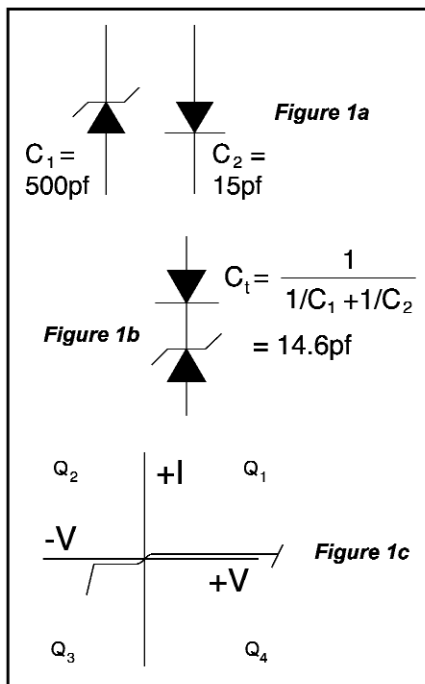 Figure 1a
C1 =
500pf
C2 =
15pf
Ct = 1
1/C1 +1/C2
Figure 1b
= 14.6pf
Q2
+I
Q1
-V
Figure 1c
+V
Q3
Q4